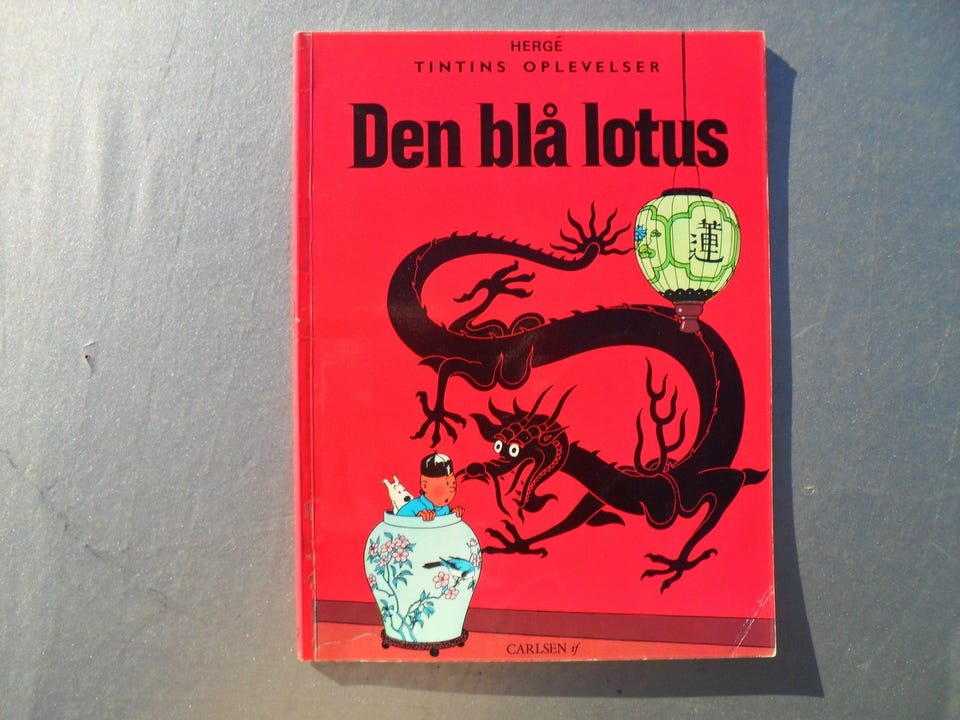 HERGÉ
TINTINS OPLEVELSER
Den blå lotus
蓮
CARLSEN if